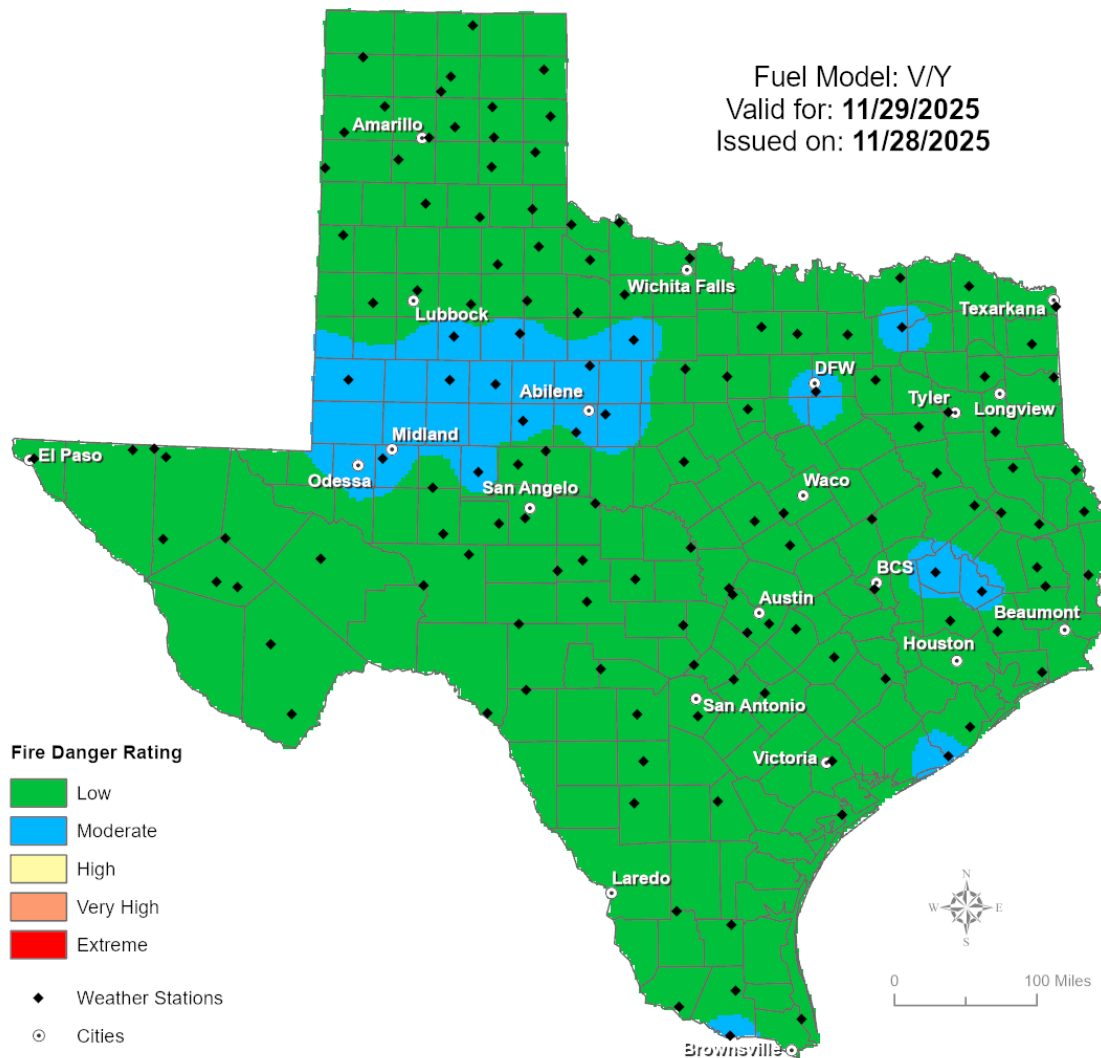 Fuel Model: V/Y
Valid for: 11/29/2025
Issued on: 11/28/2025
Amarillo
Wichita Falls
Lubbock
Texarkana
DFW
Abilene
Tyler
Longview
Midland
El Paso
Odessa
San Angelo
Waco
BCS
Austin
Beaumont
Houston
San Antonio
Victoria
Laredo
Brownsville
Fire Danger Rating
Low
Moderate
High
Very High
Extreme
Weather Stations
Cities
N
W E
S
0 100 Miles